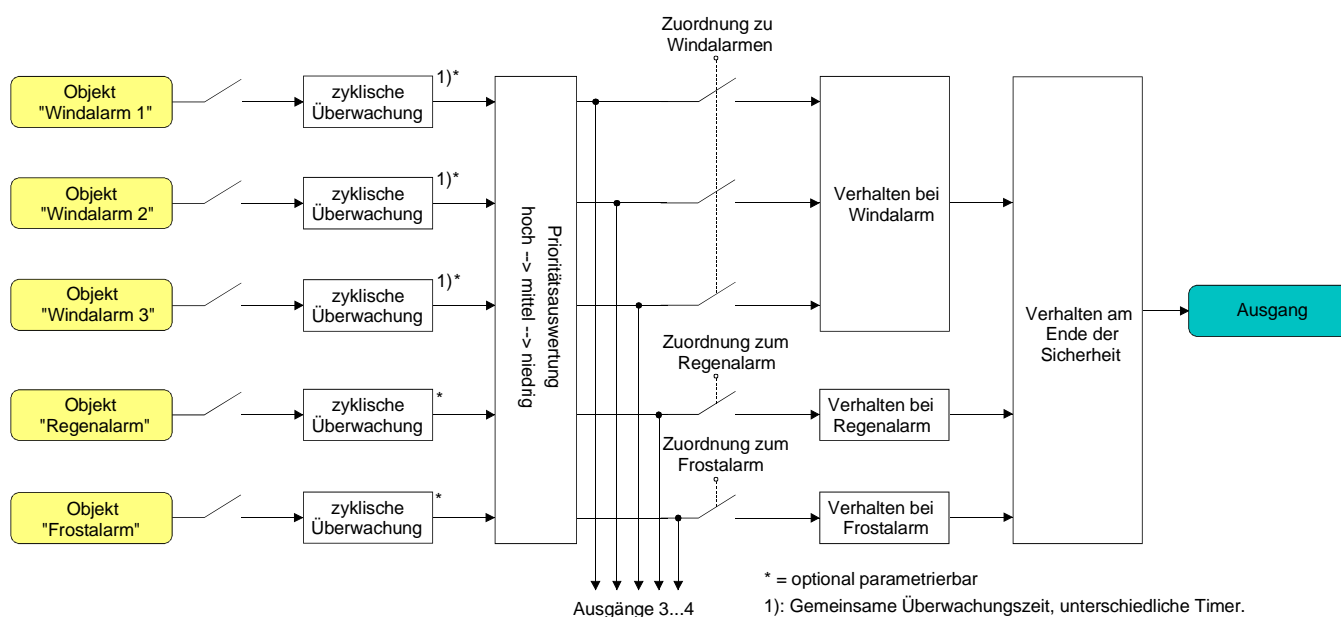 Zuordnung zu
Windalarmen
Objekt
"Windalarm 1"
zyklische
Überwachung
1)*
Objekt
"Windalarm 2"
zyklische
Überwachung
1)*
Objekt
"Windalarm 3"
zyklische
Überwachung
1)*
Objekt
"Regenalarm"
zyklische
Überwachung
*
Objekt
"Frostalarm"
zyklische
Überwachung
*
Prioritätsauswertung
hoch --> mittel --> niedrig
Zuordnung zum
Regenalarm
Zuordnung zum
Frostalarm
Verhalten bei
Windalarm
Verhalten bei
Regenalarm
Verhalten bei
Frostalarm
Verhalten am
Ende der
Sicherheit
Ausgang
Ausgänge 3...4
* = optional parametrierbar
1): Gemeinsame Überwachungszeit, unterschiedliche Timer.